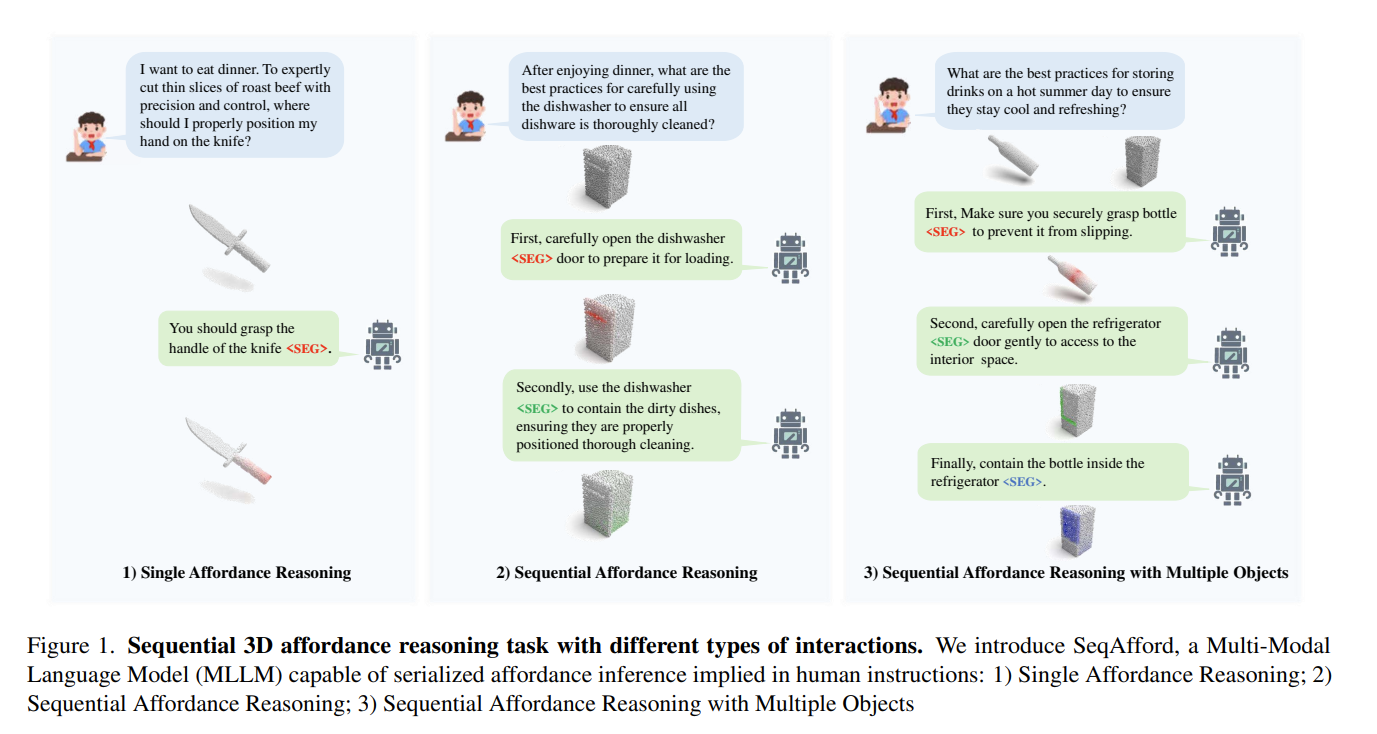 I want to eat dinner. To expertly
cut thin slices of roast beef with
precision and control, where
should I properly position my
hand on the knife?
You should grasp the
handle of the knife <SEG>.
1) Single Affordance Reasoning
After enjoying dinner, what are the
best practices for carefully using
the dishwasher to ensure all
dishware is thoroughly cleaned?
First, carefully open the dishwasher
<SEG> door to prepare it for loading.
Secondly, use the dishwasher
<SEG> to contain the dirty dishes,
ensuring they are properly
positioned thorough cleaning.
2) Sequential Affordance Reasoning
What are the best practices for storing
drinks on a hot summer day to ensure
they stay cool and refreshing?
First, Make sure you securely grasp bottle
<SEG> to prevent it from slipping.
Second, carefully open the refrigerator
<SEG> door gently to access to the
interior space.
Finally, contain the bottle inside the
refrigerator <SEG>.
3) Sequential Affordance Reasoning with Multiple Objects
Figure 1. Sequential 3D affordance reasoning task with different types of interactions. We introduce SeqAfford, a Multi-Modal
Language Model (MLLM) capable of serialized affordance inference implied in human instructions: 1) Single Affordance Reasoning; 2)
Sequential Affordance Reasoning; 3) Sequential Affordance Reasoning with Multiple Objects